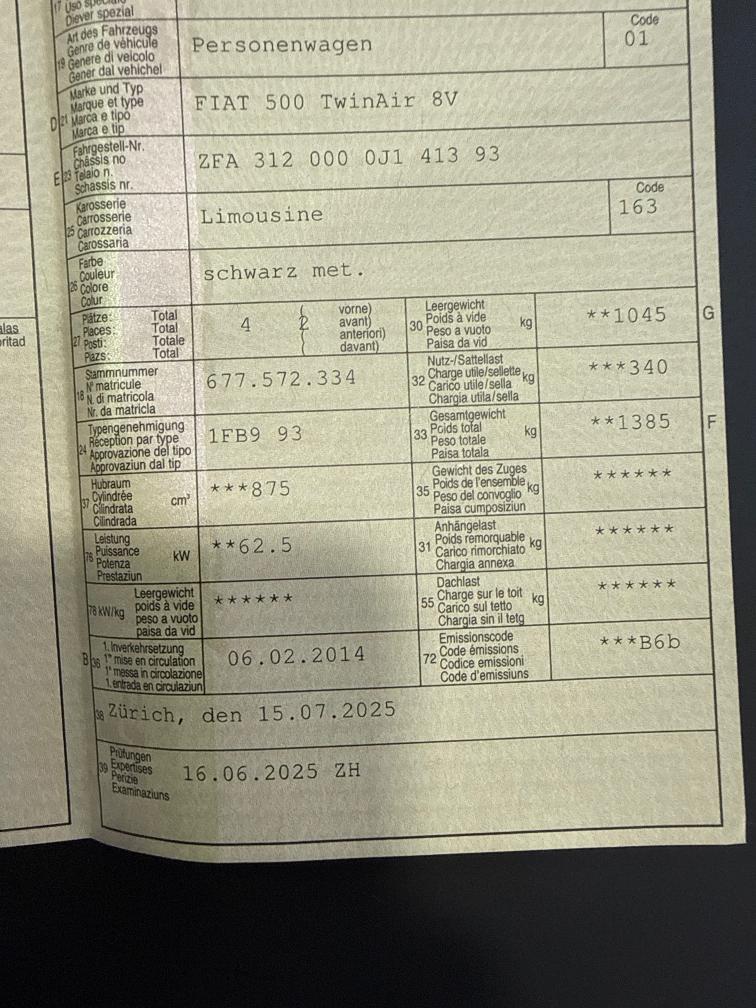 17 Uso speciale
Diever spezial
Art des Fahrzeugs
Genre de véhicule
19 Genere di veicolo
Gener dal vehichel
Personenwagen
Code
01
Marke und Typ
Marque et type
D 21 Marca e tipo
Marca e tip
FIAT 500 TwinAir 8V
Fahrgestell-Nr.
Châssis no
E 23 Telaio n.
Schassis nr.
ZFA 312 000 0J1 413 93
Karosserie
Carrosserie
25 Carrozzeria
Carossaria
Limousine
Code
163
Farbe
Couleur
26 Colore
Colur
schwarz met.
Plätze: Total
Places: Total
27 Posti: Totale
Plazs: Total
4 ( 2
vorne)
avant)
anteriori)
davant)
Leergewicht
30 Poids à vide kg
Peso a vuoto
Paisa da vid
**1045
G
Stammnummer
N° matricule
18 N. di matricola
Nr. da matricla
677.572.334
Nutz-/Sattellast
32 Charge utile/sellette kg
Carico utile/sella
Chargia utila/sella
***340
Typengenehmigung
Réception par type
24 Approvazione del tipo
Approvaziun dal tip
1FB9 93
Gesamtgewicht
33 Poids total kg
Peso totale
Paisa totala
**1385
F
Hubraum
37 Cylindrée cm³
Cilindrata
Cilindrada
***875
Gewicht des Zuges
35 Poids de l'ensemble kg
Peso del convoglio
Paisa cumposiziun
******
Leistung
76 Puissance kW
Potenza
Prestaziun
**62.5
Anhängelast
31 Poids remorquable kg
Carico rimorchiato
Chargia annexa
******
Leergewicht
78 kW/kg poids à vide
peso a vuoto
paisa da vid
******
Dachlast
55 Charge sur le toit kg
Carico sul tetto
Chargia sin il tetg
******
1. Inverkehrsetzung
B 36 1re mise en circulation
1a messa in circolazione
1. entrada en circulaziun
06.02.2014
Emissionscode
72 Code émissions
Codice emissioni
Code d'emissiuns
***B6b
38 Zürich, den 15.07.2025
Prüfungen
39 Expertises
Perizie
Examinaziuns
16.06.2025 ZH